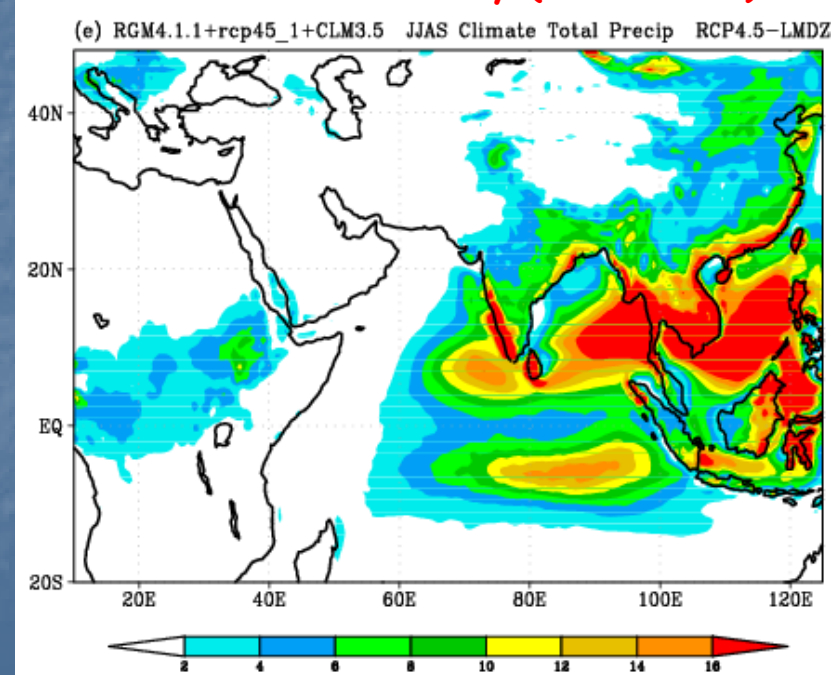 (e) RGM4.1.1+rcp45_1+CLM3.5 JJAS Climate Total Precip RCP4.5-LMDZ
40N
20N
EQ
20S
20E 40E 60E 80E 100E 120E
2 4 6 8 10 12 14 16